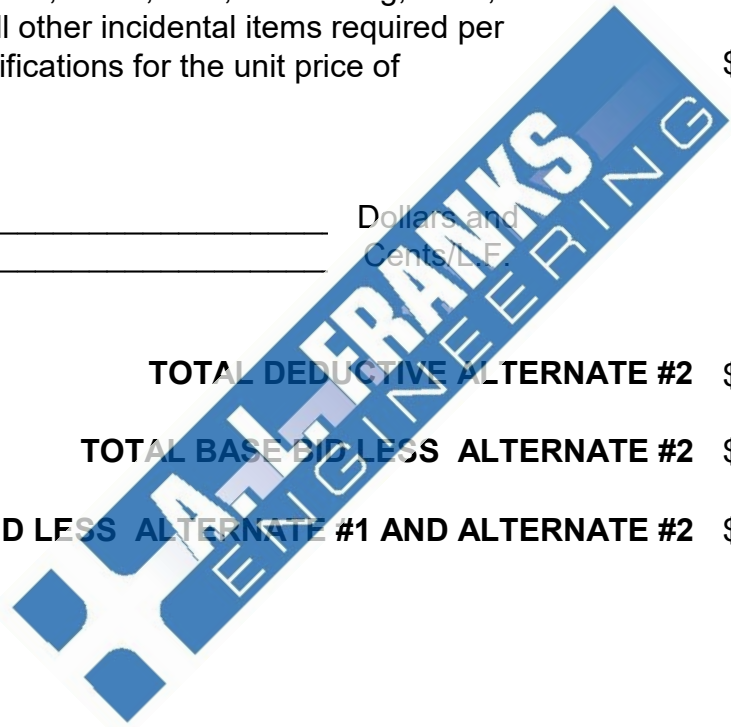 ll other incidental items required per
ifications for the unit price of
$
Dollars and
Cents/L.F.
TOTAL DEDUCTIVE ALTERNATE #2 $
TOTAL BASE BID LESS ALTERNATE #2 $
D LESS ALTERNATE #1 AND ALTERNATE #2 $
A.L. FRANKS
ENGINEERING